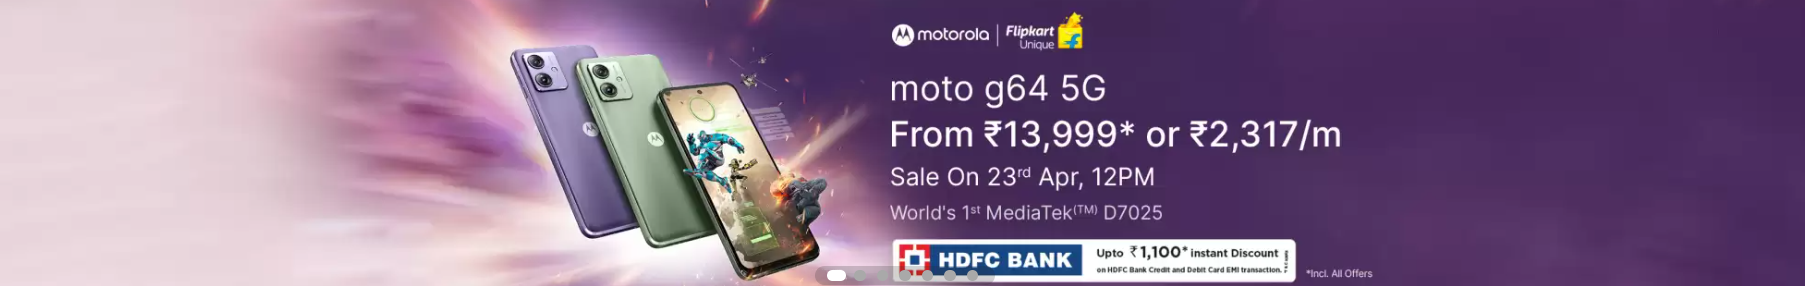 motorola | Flipkart Unique
moto g64 5G
From ₹13,999* or ₹2,317/m
Sale On 23rd Apr, 12PM
World's 1st MediaTek(TM) D7025
HDFC BANK
Upto ₹1,100* instant Discount
on HDFC Bank Credit and Debit Card EMI transaction.
*Incl. All Offers